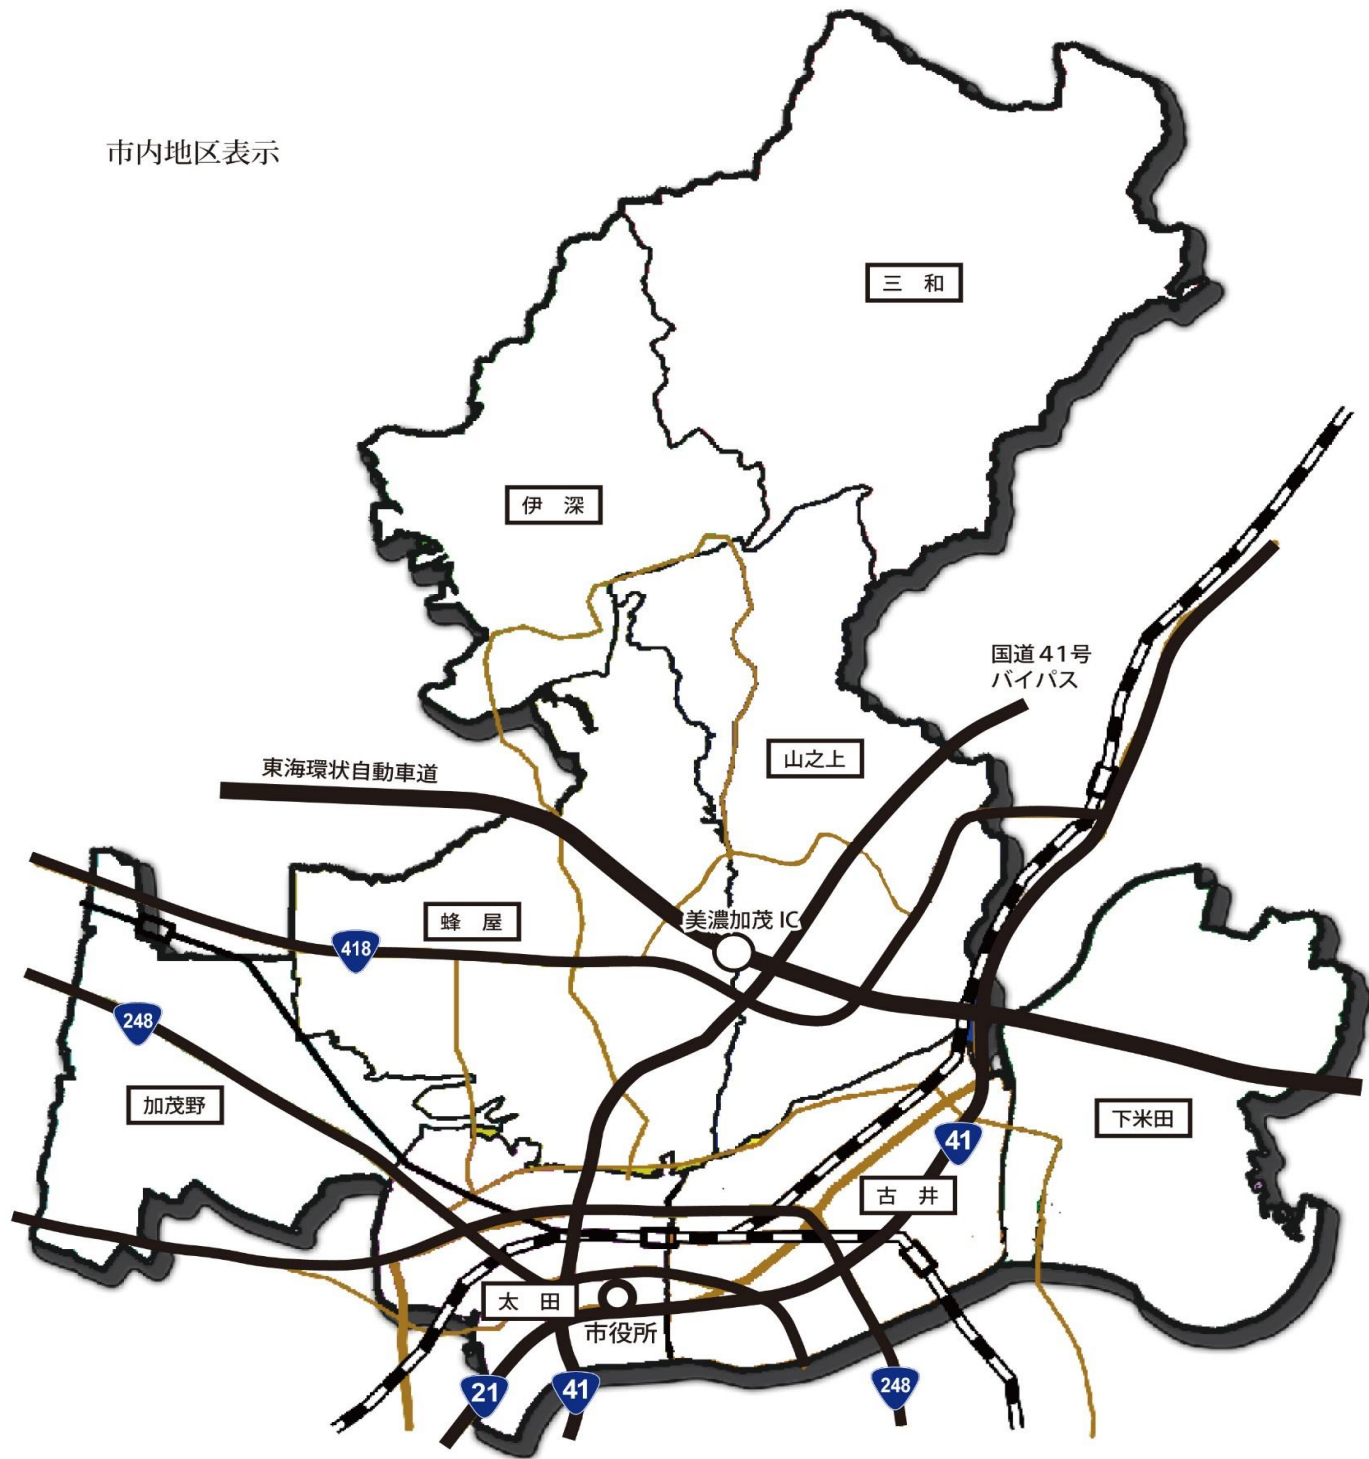 市内地区表示
三 和
伊 深
国道41号
バイパス
山之上
東海環状自動車道
蜂 屋
美濃加茂IC
418
248
加茂野
下米田
41
古井
太 田
市役所
21
41
248